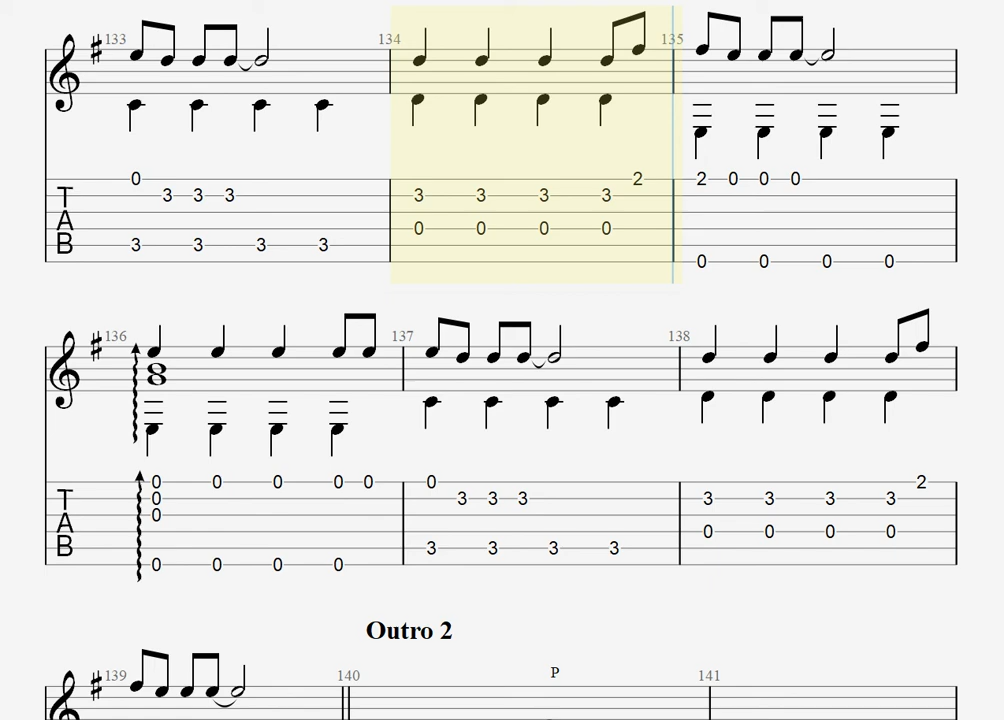 133 134 135
0 2 2 0 0 0
T 3 3 3 3 3 3 3
A 0 0 0 0
B 3 3 3 3
0 0 0 0
136 137 138
0 0 0 0 0 0 2
T 0 3 3 3 3 3 3 3
A 0
0 0 0 0
B 3 3 3 3
0 0 0 0
Outro 2
139 140 P 141